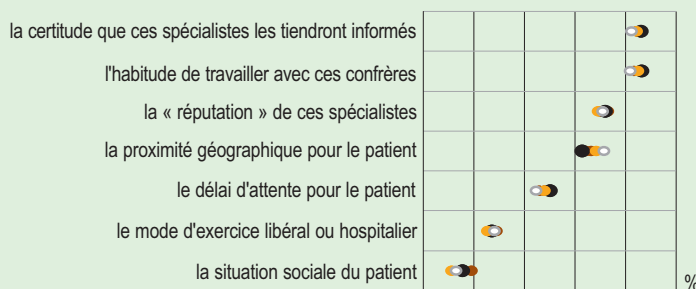 la certitude que ces spécialistes les tiendront informés
l'habitude de travailler avec ces confrères
la « réputation » de ces spécialistes
la proximité géographique pour le patient
le délai d'attente pour le patient
le mode d'exercice libéral ou hospitalier
la situation sociale du patient
%